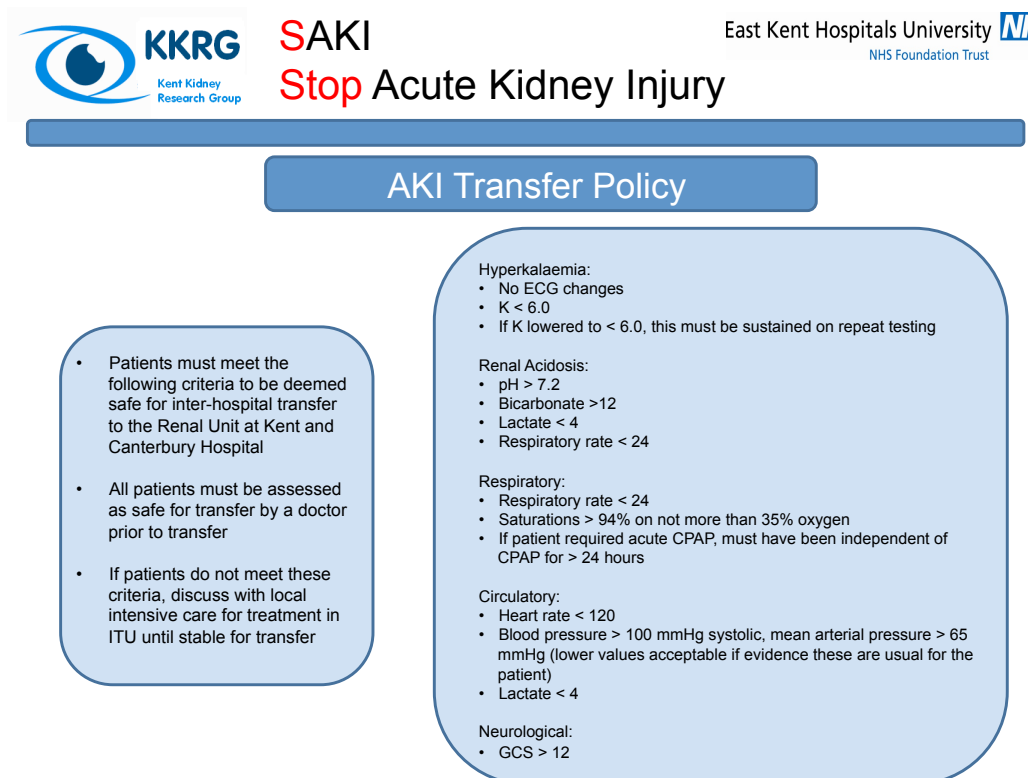 KKRG
Kent Kidney
Research Group
SAKI
Stop Acute Kidney Injury
East Kent Hospitals University
NHS Foundation Trust
AKI Transfer Policy
• Patients must meet the
following criteria to be deemed
safe for inter-hospital transfer
to the Renal Unit at Kent and
Canterbury Hospital
• All patients must be assessed
as safe for transfer by a doctor
prior to transfer
• If patients do not meet these
criteria, discuss with local
intensive care for treatment in
ITU until stable for transfer
Hyperkalaemia:
• No ECG changes
• K < 6.0
• If K lowered to < 6.0, this must be sustained on repeat testing
Renal Acidosis:
• pH > 7.2
• Bicarbonate >12
• Lactate < 4
• Respiratory rate < 24
Respiratory:
• Respiratory rate < 24
• Saturations > 94% on not more than 35% oxygen
• If patient required acute CPAP, must have been independent of
CPAP for > 24 hours
Circulatory:
• Heart rate < 120
• Blood pressure > 100 mmHg systolic, mean arterial pressure > 65
mmHg (lower values acceptable if evidence these are usual for the
patient)
• Lactate < 4
Neurological:
• GCS > 12